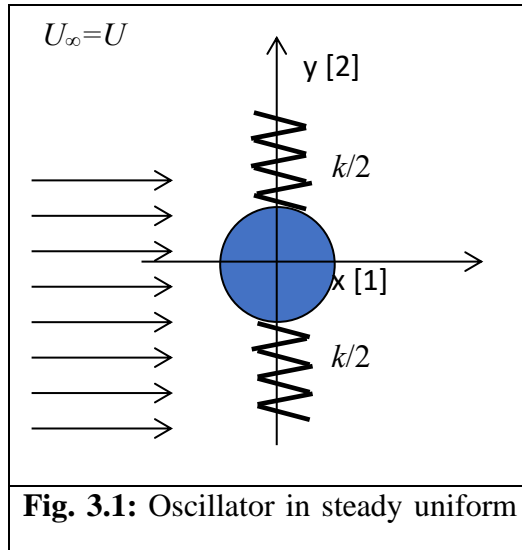 U∞=U
y [2]
k/2
x [1]
k/2
Fig. 3.1: Oscillator in steady uniform